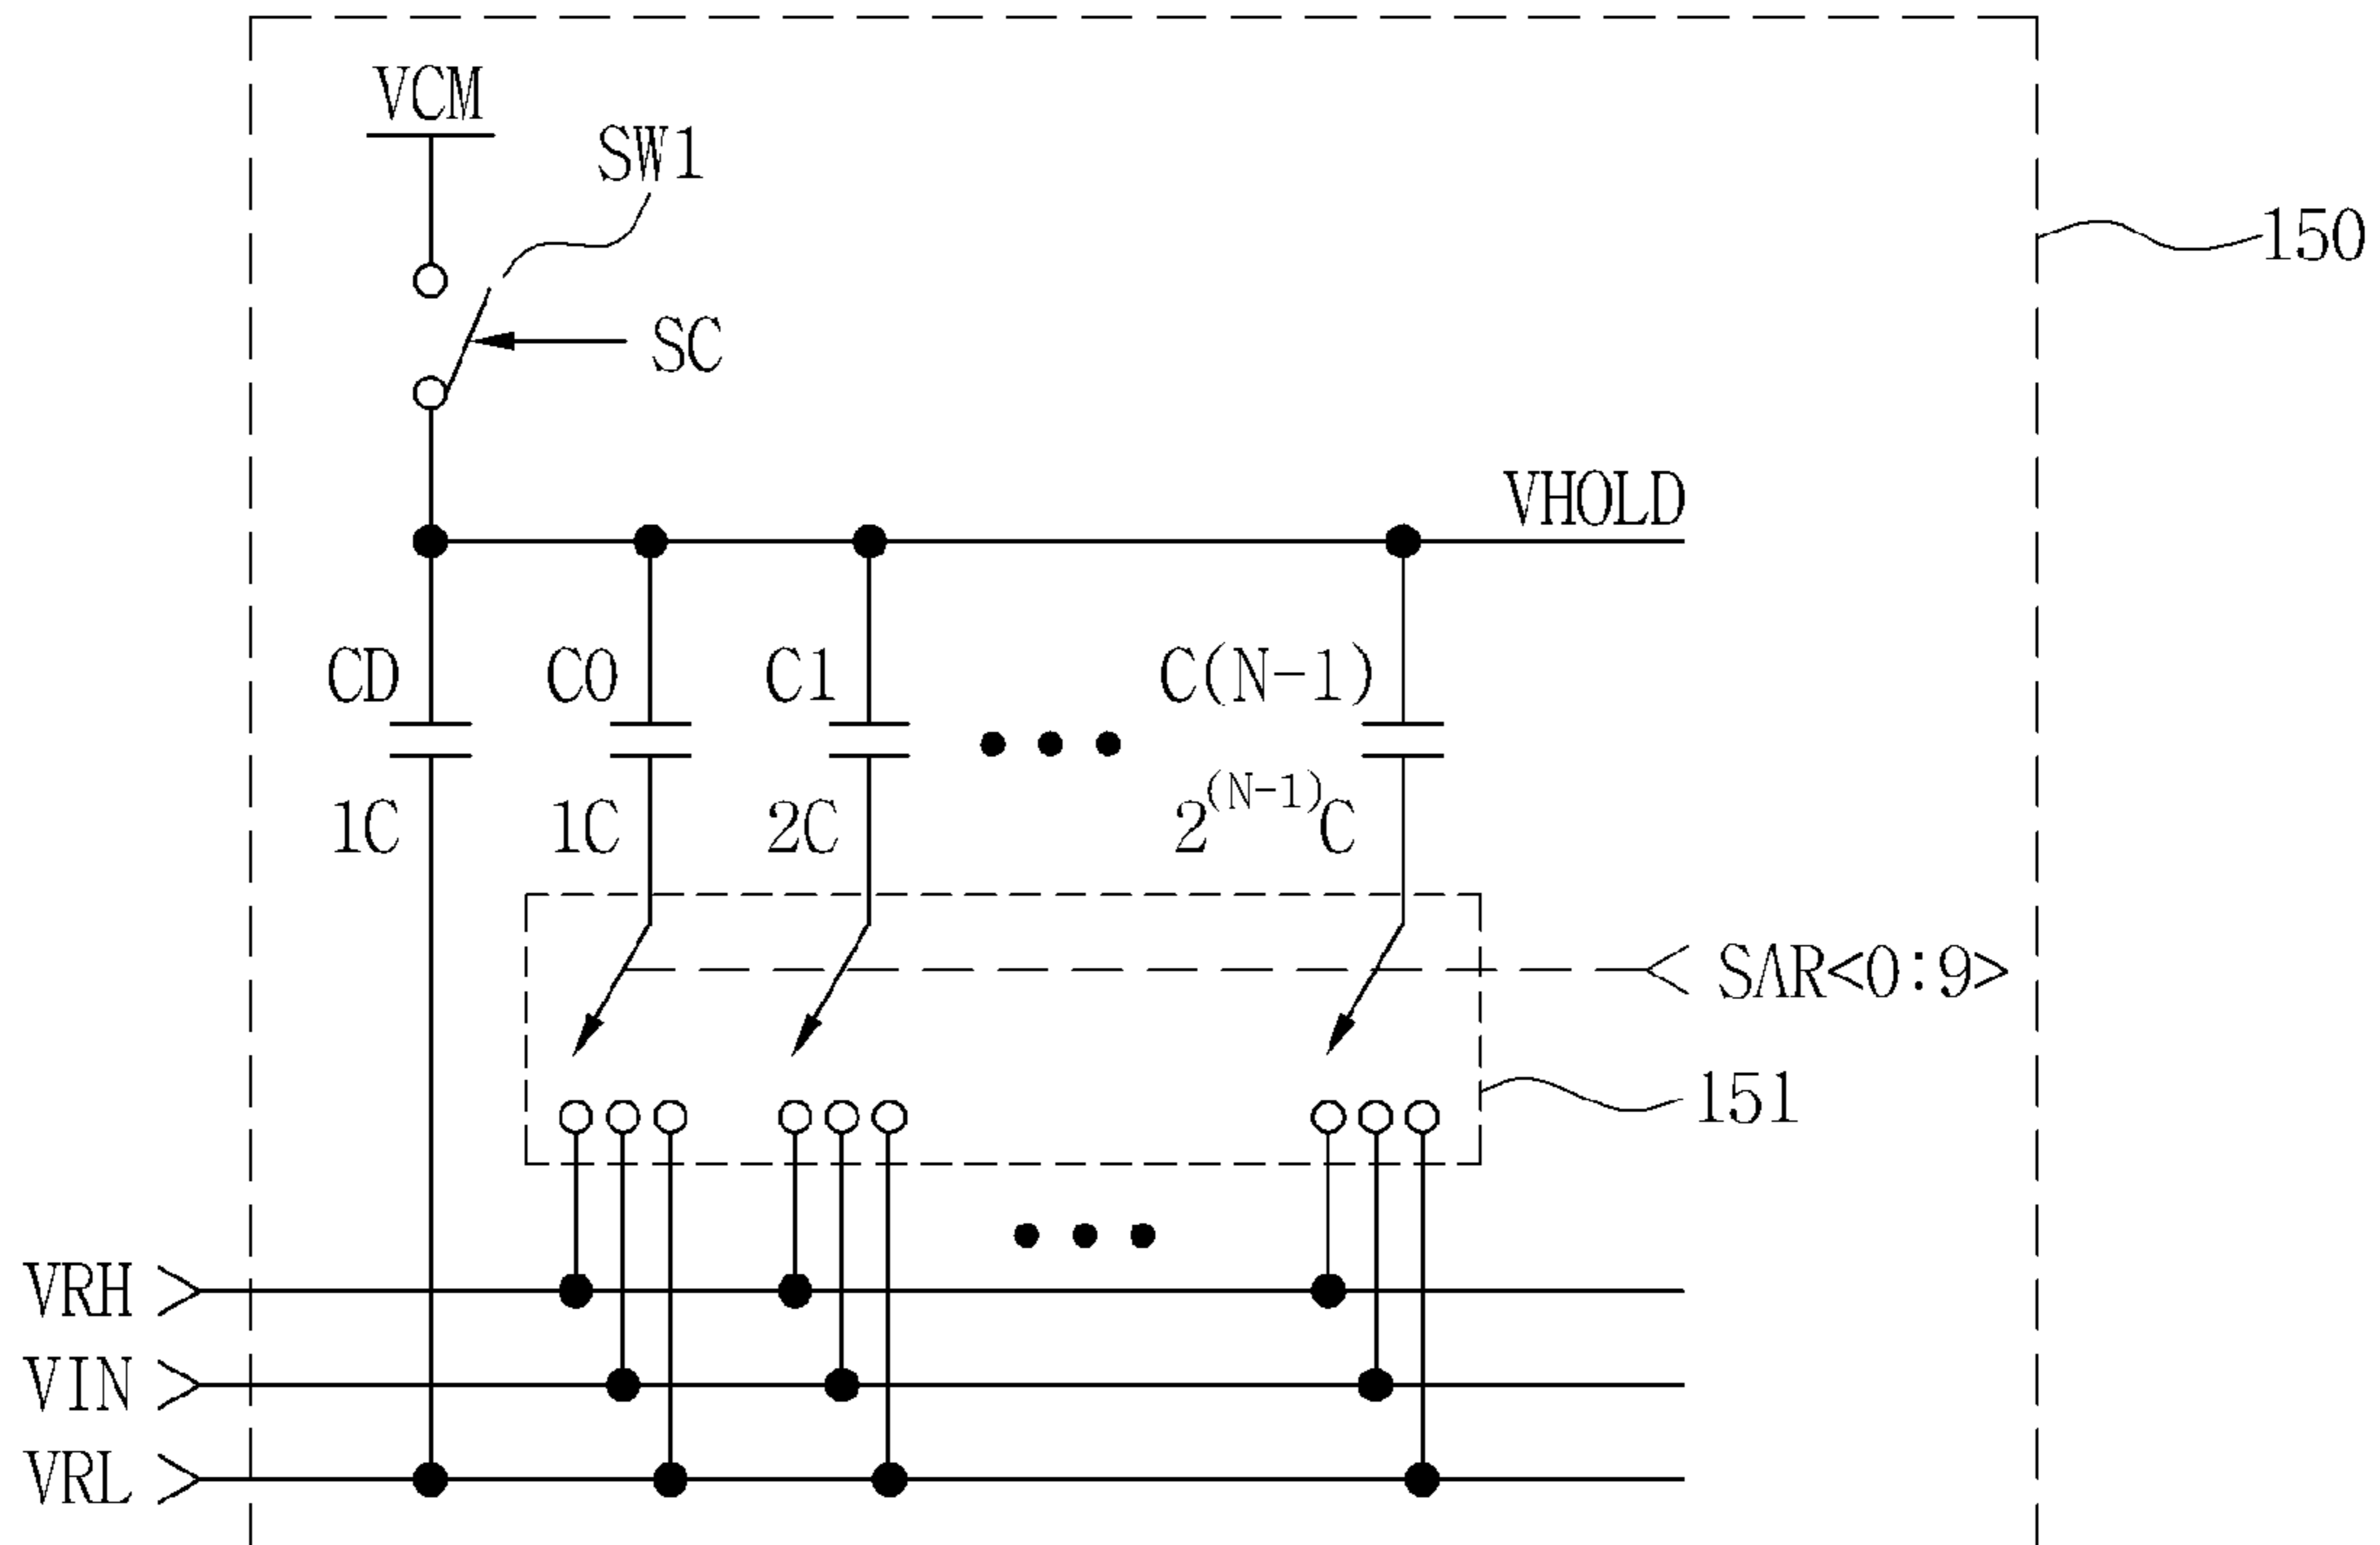 VCM
SW1
150
SC
VHOLD
CD
C0
C1
C(N-1)
1C
1C
2C
2^(N-1)C
SAR<0:9>
151
VRH
VIN
VRL